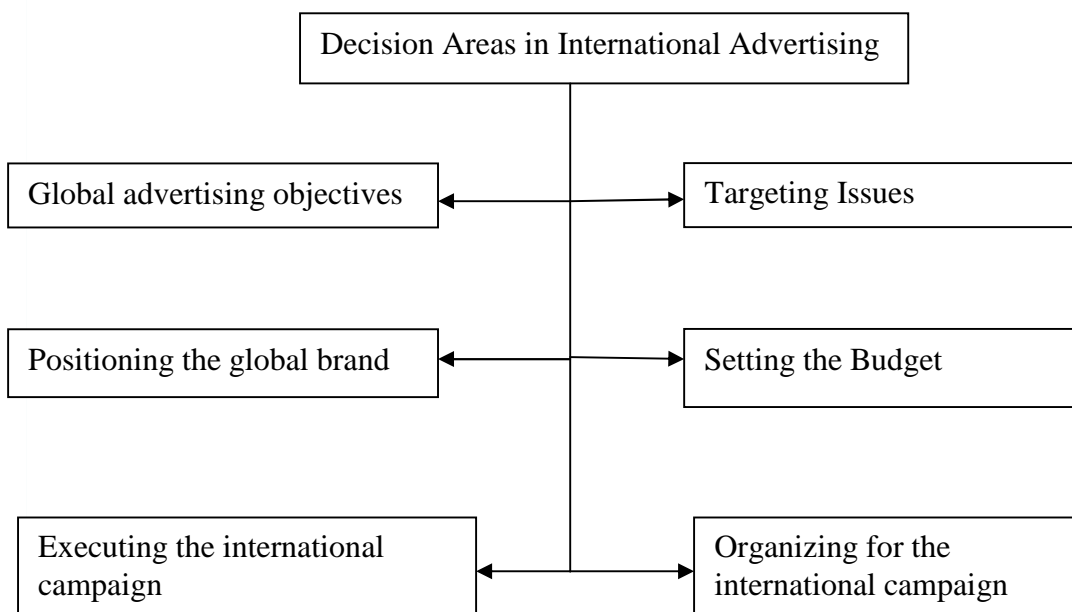 Decision Areas in International Advertising
Global advertising objectives
Targeting Issues
Positioning the global brand
Setting the Budget
Executing the international
campaign
Organizing for the
international campaign